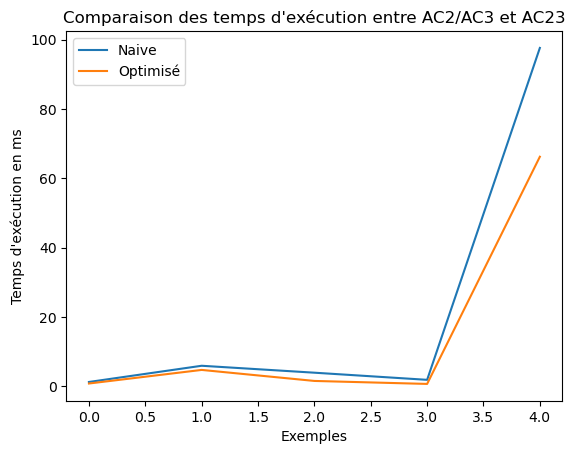 Comparaison des temps d'exécution entre AC2/AC3 et AC23
Naive
Optimisé
Temps d'exécution en ms
100
80
60
40
20
0
0.0 0.5 1.0 1.5 2.0 2.5 3.0 3.5 4.0
Exemples